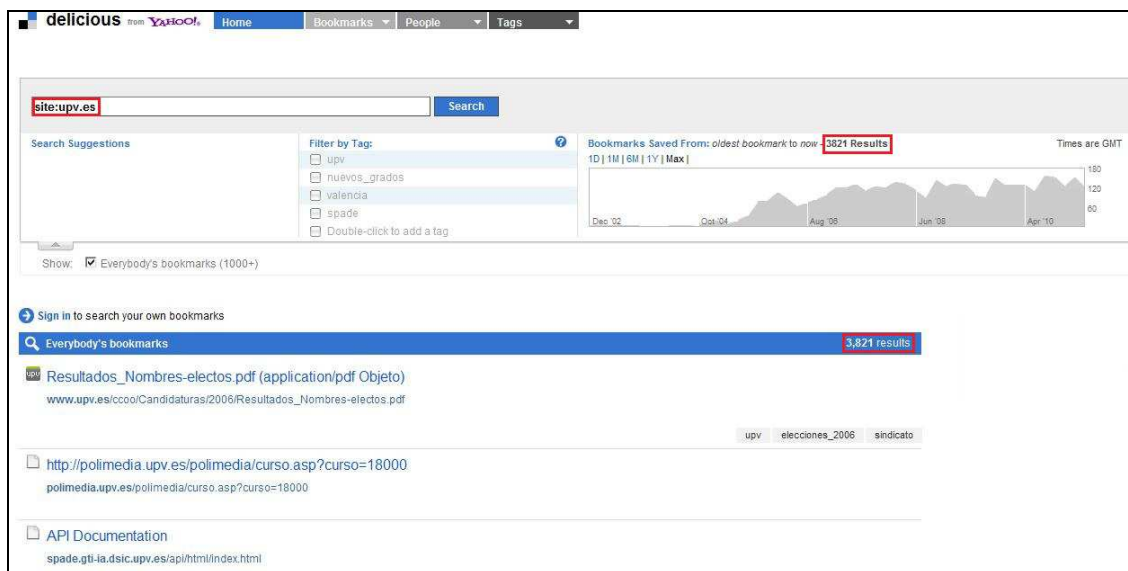 delicious from YAHOO!. Home Bookmarks People Tags
site:upv.es Search
Search Suggestions
Filter by Tag:
upv
nuevos_grados
valencia
spade
Double-click to add a tag
Bookmarks Saved From: oldest bookmark to now - 3821 Results Times are GMT
1D | 1M | 6M | 1Y | Max |
180
120
60
Dec '02 Oct '04 Aug '06 Jun '08 Apr '10
Show: Everybody's bookmarks (1000+)
Sign in to search your own bookmarks
Everybody's bookmarks 3,821 results
upv Resultados_Nombres-electos.pdf (application/pdf Objeto)
www.upv.es/ccoo/Candidaturas/2006/Resultados_Nombres-electos.pdf
upv elecciones_2006 sindicato
http://polimedia.upv.es/polimedia/curso.asp?curso=18000
polimedia.upv.es/polimedia/curso.asp?curso=18000
API Documentation
spade.gti-ia.dsic.upv.es/api/html/index.html